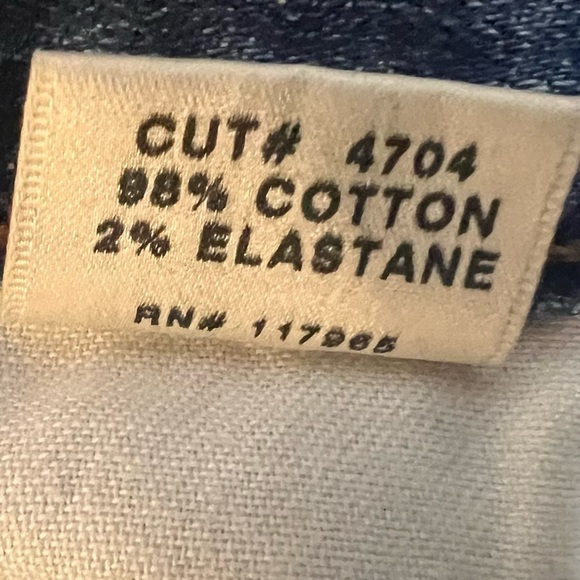 CUT# 4704
98% COTTON
2% ELASTANE
RN# 117965